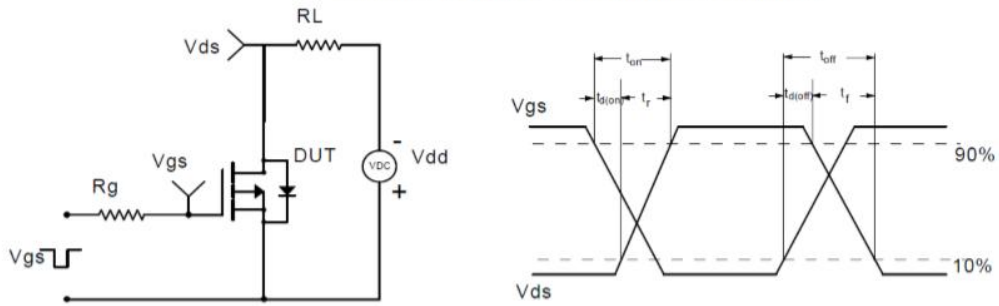 RL
Vds
-
VDC
Vdd
+
DUT
Vgs
Rg
Vgs
ton
toff
td(on)
tr
td(off)
tf
Vgs
90%
10%
Vds